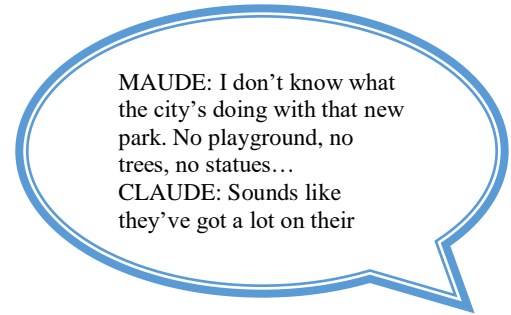 MAUDE: I don’t know what
the city’s doing with that new
park. No playground, no
trees, no statues…
CLAUDE: Sounds like
they’ve got a lot on their